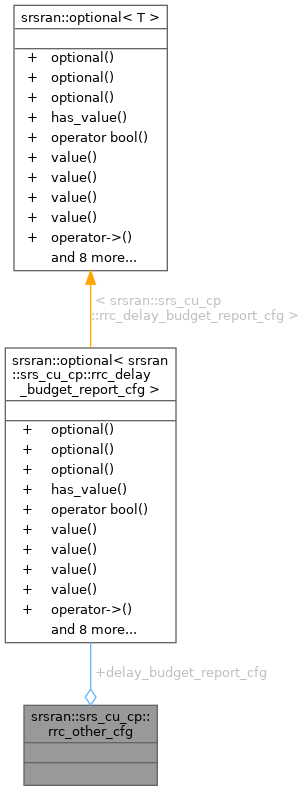 srsran::optional< T >
+ optional()
+ optional()
+ optional()
+ has_value()
+ operator bool()
+ value()
+ value()
+ value()
+ value()
+ operator->()
and 8 more...
< srsran::srs_cu_cp
::rrc_delay_budget_report_cfg >
srsran::optional< srsran
::srs_cu_cp::rrc_delay
_budget_report_cfg >
+ optional()
+ optional()
+ optional()
+ has_value()
+ operator bool()
+ value()
+ value()
+ value()
+ value()
+ operator->()
and 8 more...
+delay_budget_report_cfg
srsran::srs_cu_cp::
rrc_other_cfg